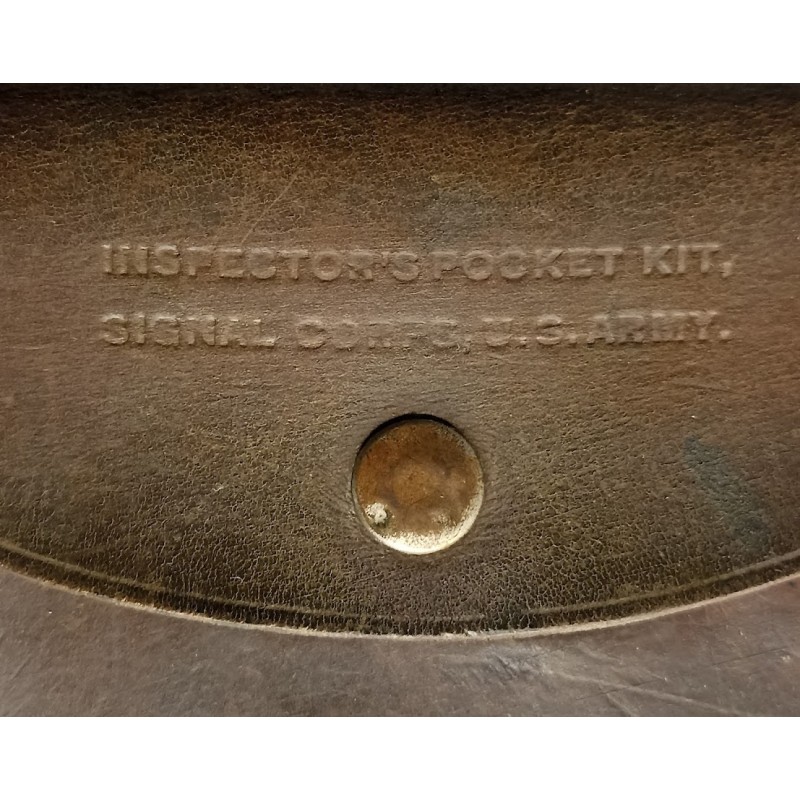 INSPECTOR'S POCKET KIT,
SIGNAL CORPS, U.S. ARMY.